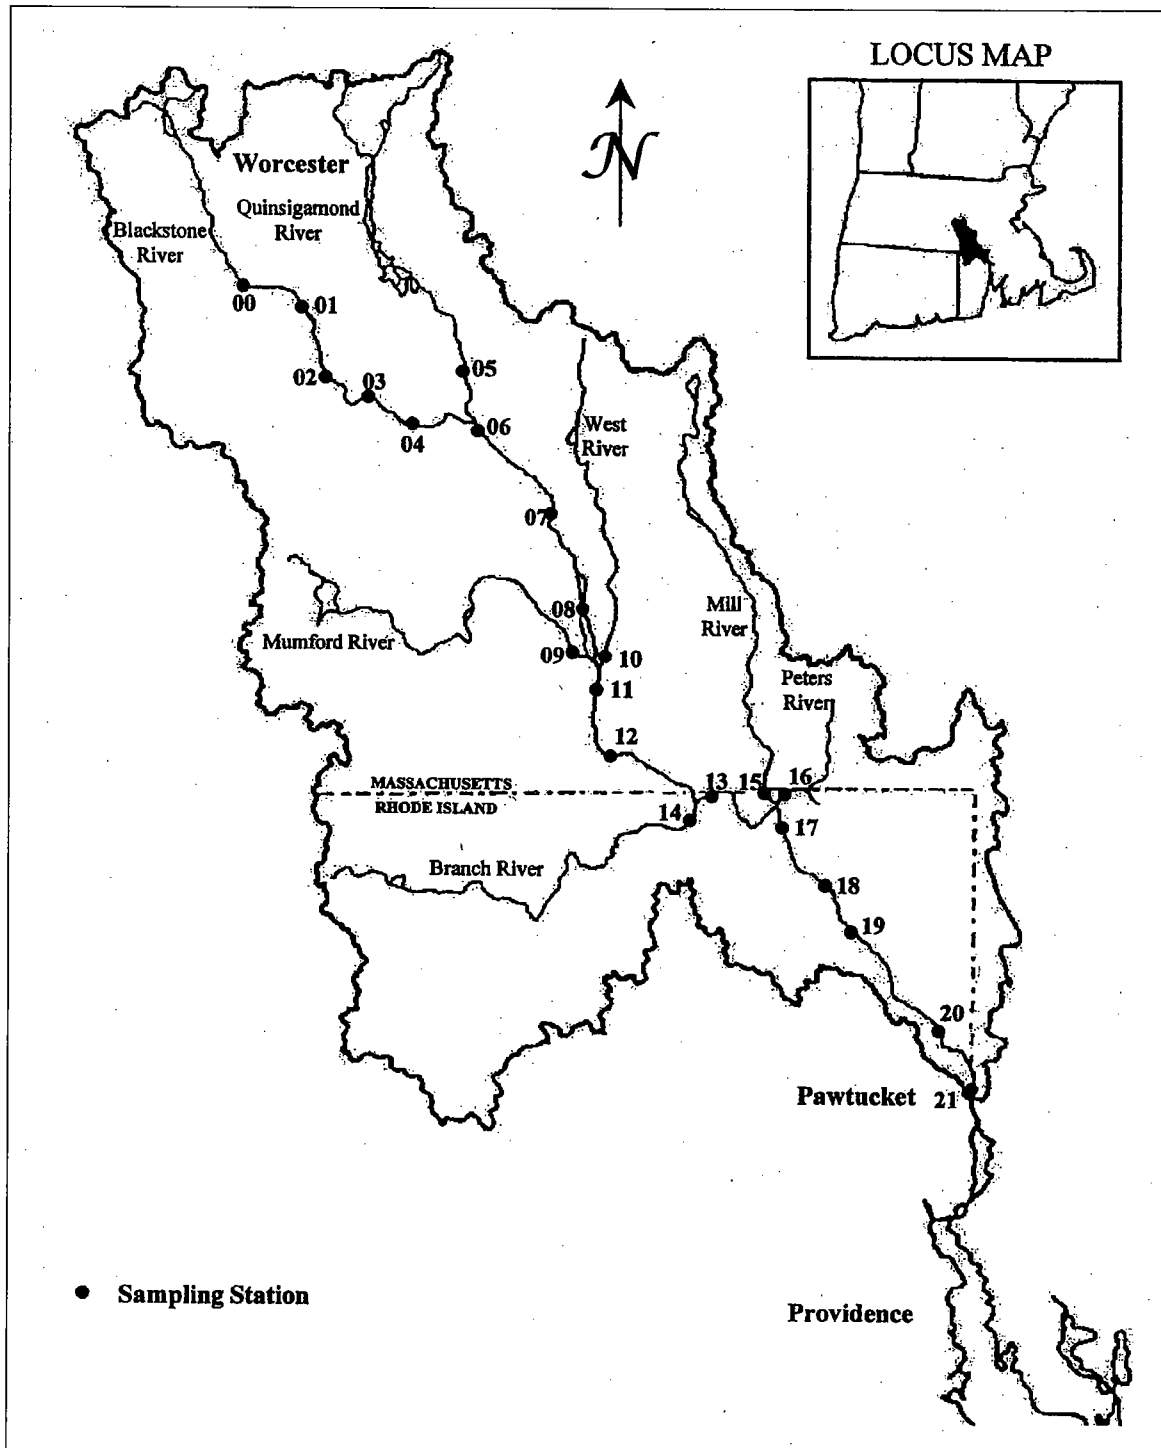 LOCUS MAP
N
Worcester
Quinsigamond
River
Blackstone
River
00
01
02
03
04
05
06
West
River
07
08
Mill
River
Mumford River
09
10
11
Peters
River
12
MASSACHUSETTS
RHODE ISLAND
13
15
16
14
17
Branch River
18
19
20
Pawtucket
21
Sampling Station
Providence